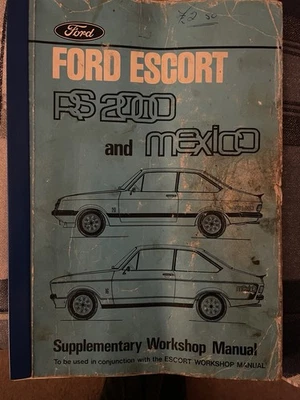 Ford
FORD ESCORT
RS 2000
and mexico
Supplementary Workshop Manual
To be used in conjunction with the ESCORT WORKSHOP MANUAL